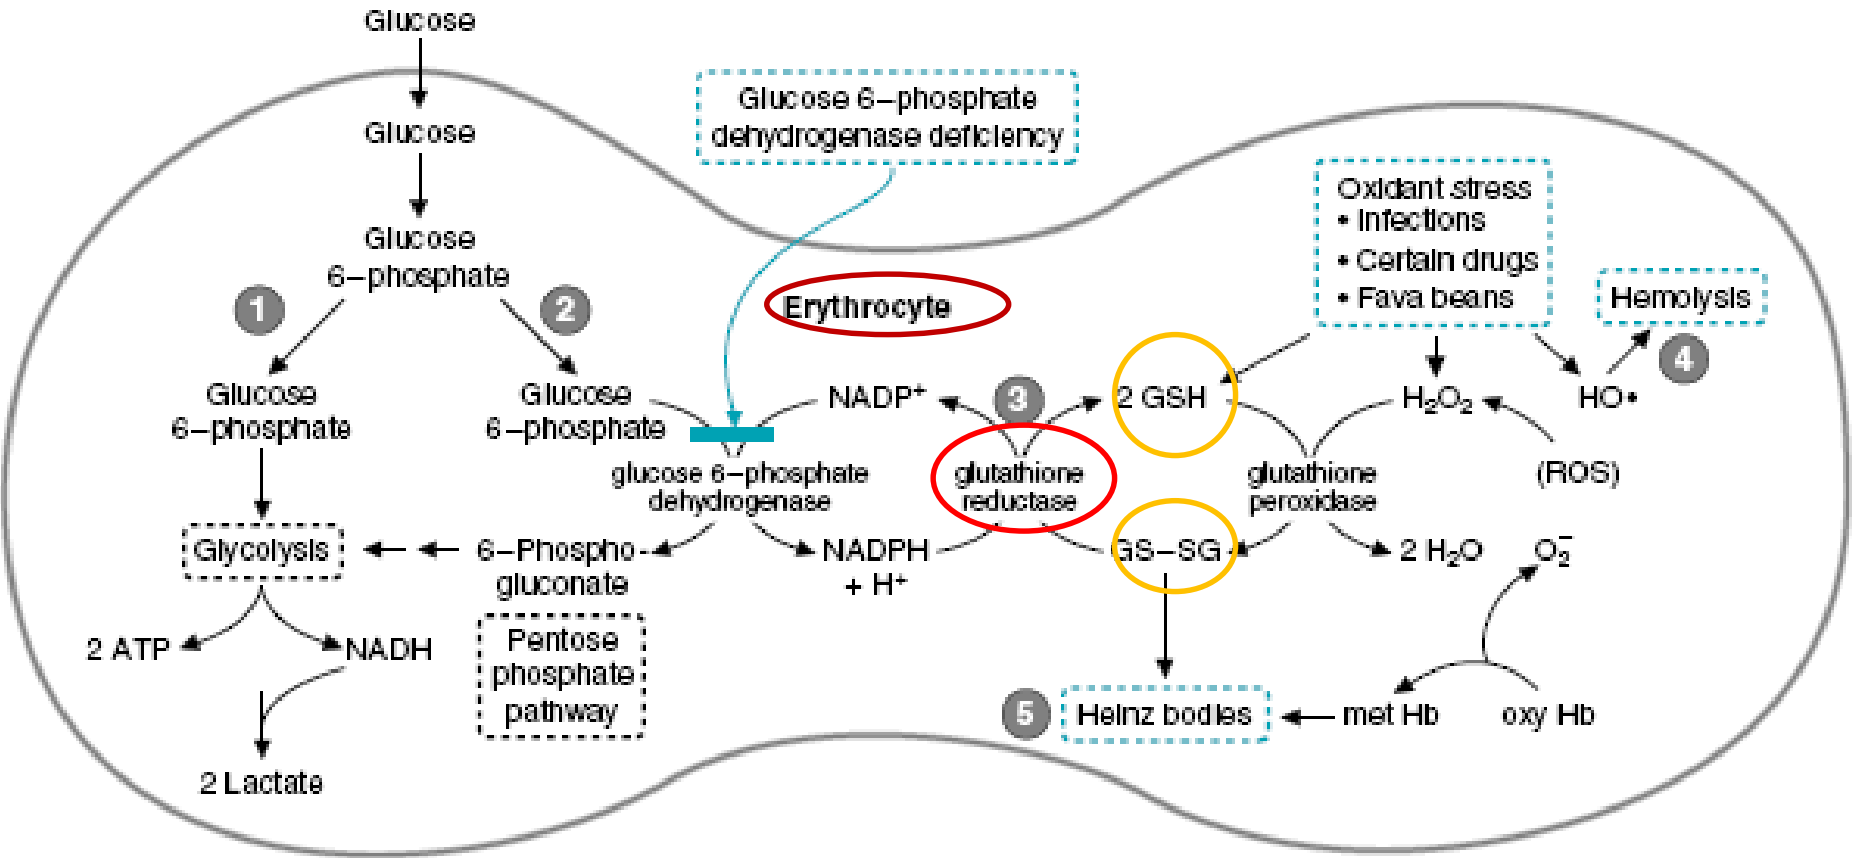 Glucose
Glucose
Glucose
6–phosphate
1
2
Glucose
6–phosphate
Glucose
6–phosphate
Glucose 6–phosphate
dehydrogenase deficiency
Erythrocyte
Oxidant stress
• Infections
• Certain drugs
• Fava beans
Hemolysis
4
NADP⁺
3
2 GSH
H₂O₂
HO•
glucose 6–phosphate
dehydrogenase
glutathione
reductase
glutathione
peroxidase
(ROS)
Glycolysis
6–Phospho-
gluconate
NADPH
+ H⁺
GS–SG
2 H₂O
O₂⁻
2 ATP
NADH
Pentose
phosphate
pathway
5
Heinz bodies
met Hb
oxy Hb
2 Lactate